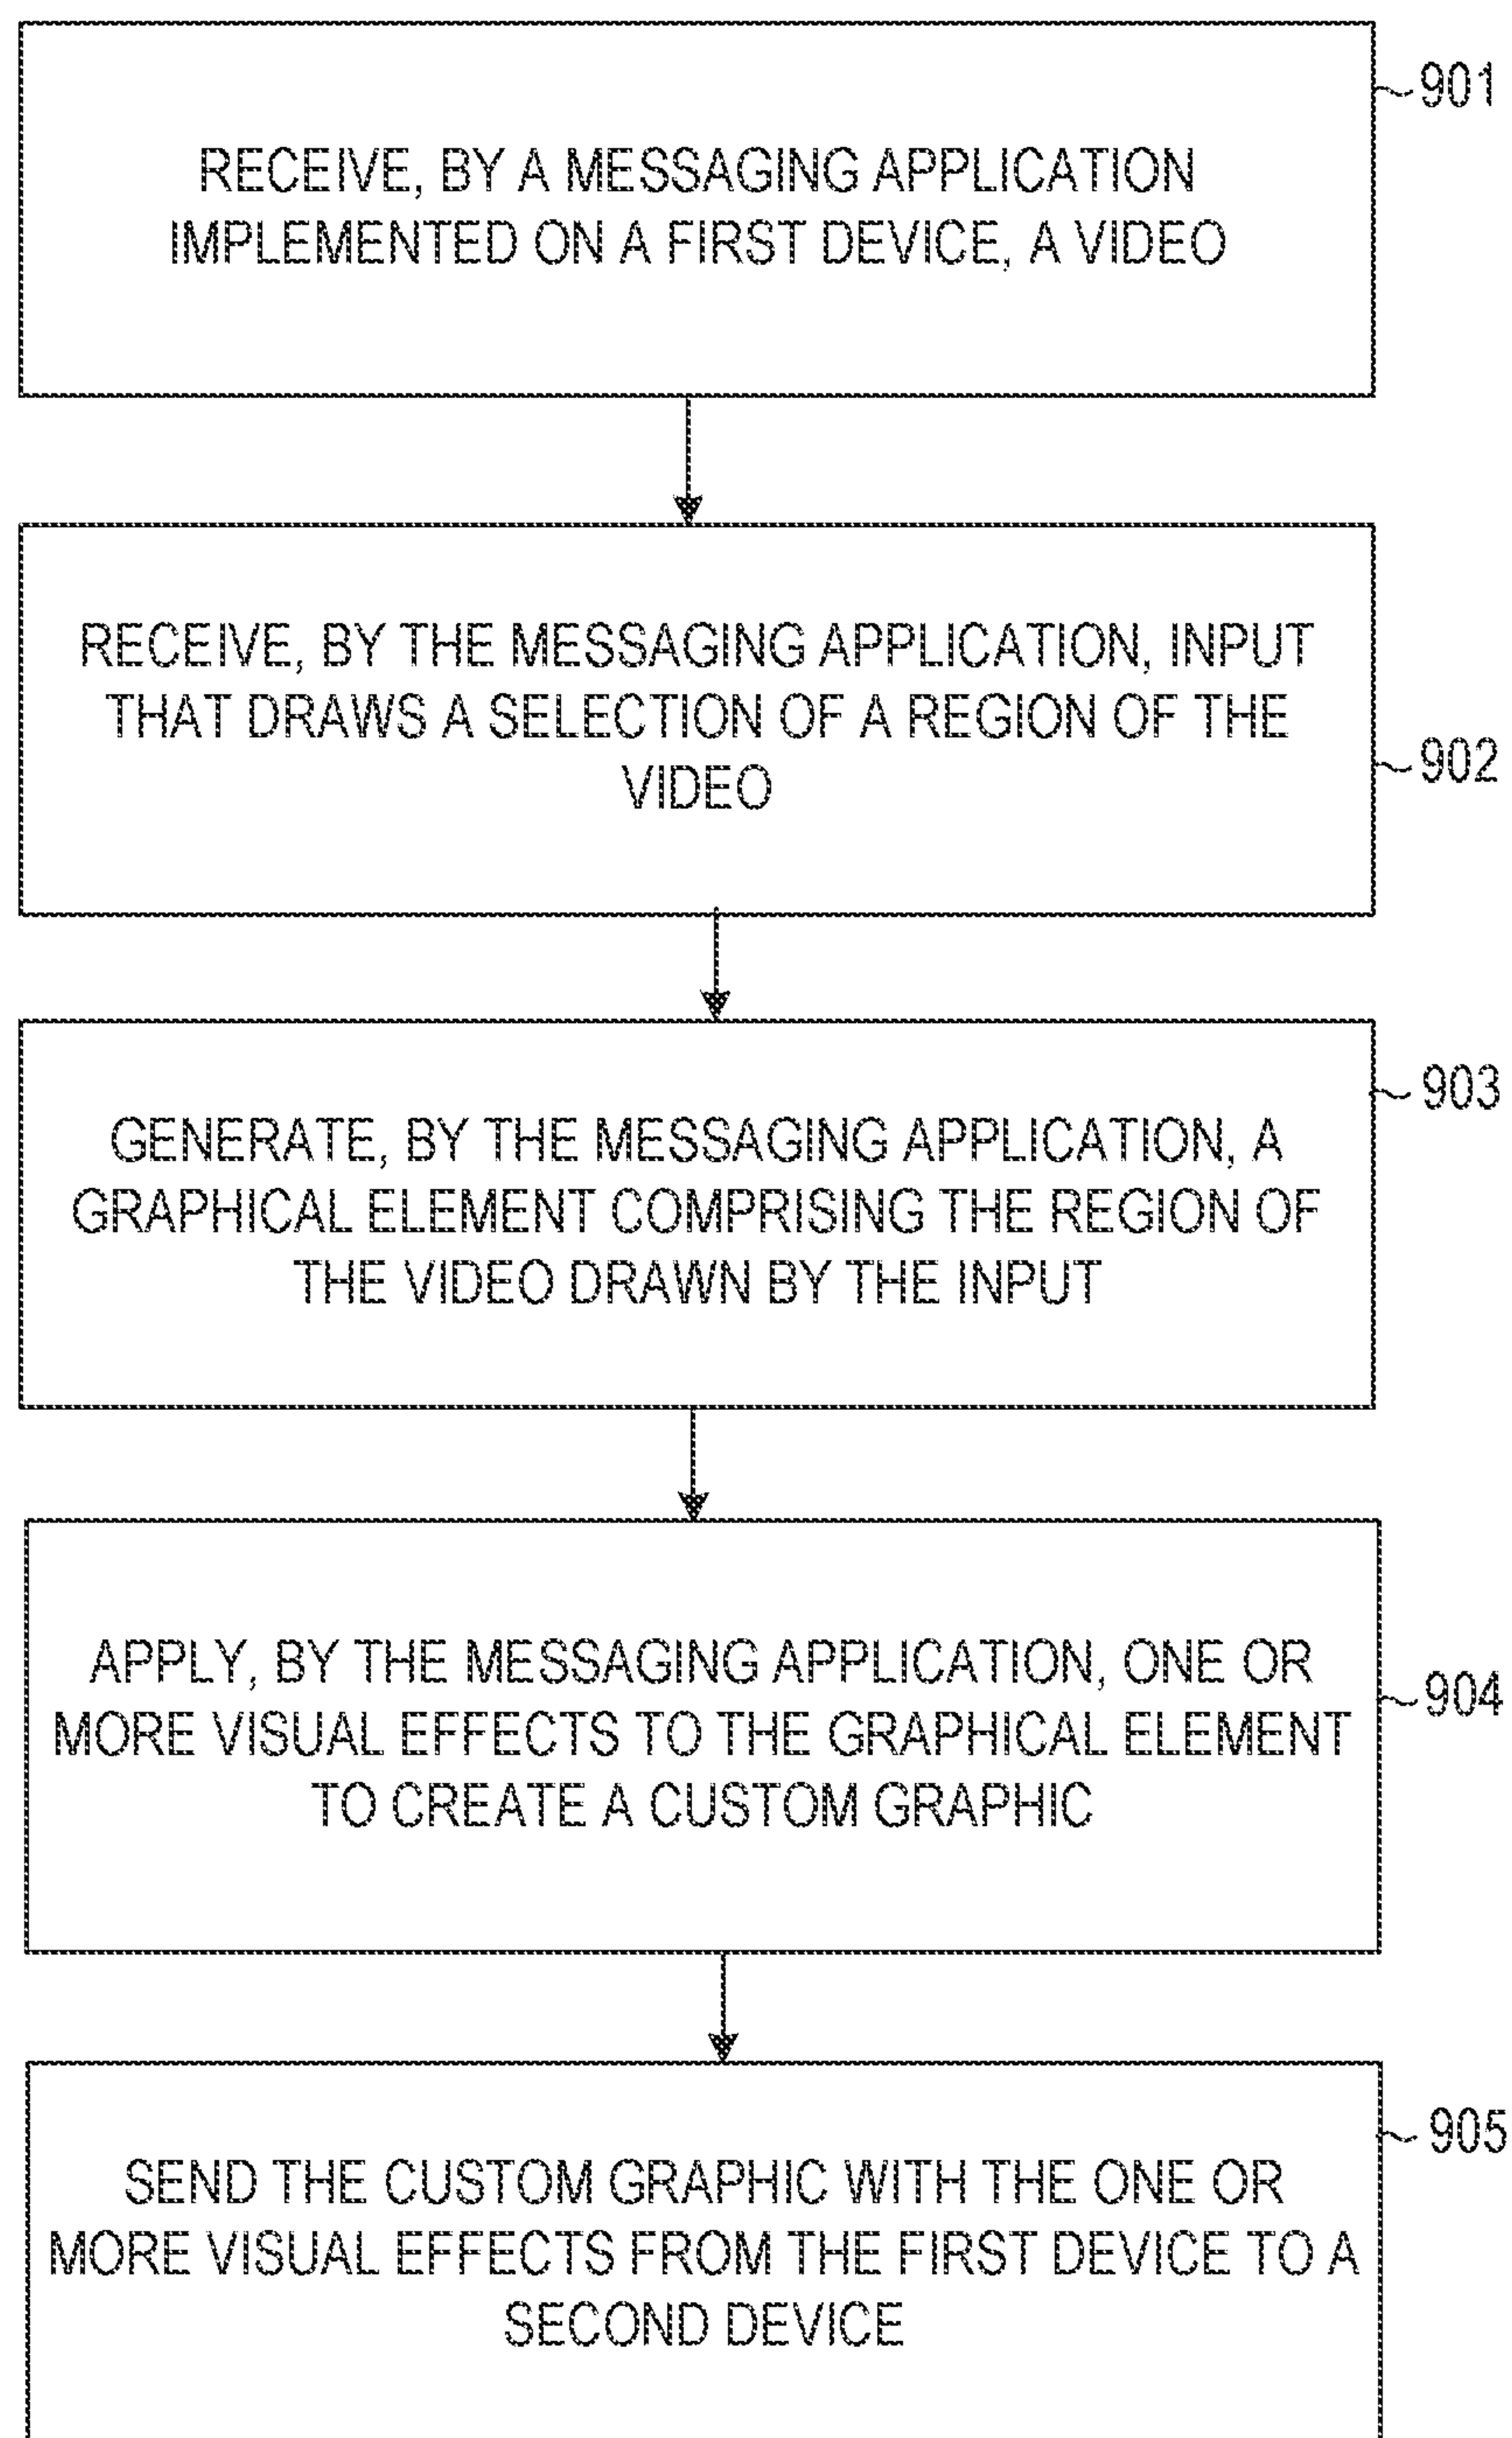 901
RECEIVE, BY A MESSAGING APPLICATION
IMPLEMENTED ON A FIRST DEVICE, A VIDEO
RECEIVE, BY THE MESSAGING APPLICATION, INPUT
THAT DRAWS A SELECTION OF A REGION OF THE
VIDEO
902
903
GENERATE, BY THE MESSAGING APPLICATION, A
GRAPHICAL ELEMENT COMPRISING THE REGION OF
THE VIDEO DRAWN BY THE INPUT
APPLY, BY THE MESSAGING APPLICATION, ONE OR
MORE VISUAL EFFECTS TO THE GRAPHICAL ELEMENT
TO CREATE A CUSTOM GRAPHIC
904
905
SEND THE CUSTOM GRAPHIC WITH THE ONE OR
MORE VISUAL EFFECTS FROM THE FIRST DEVICE TO A
SECOND DEVICE